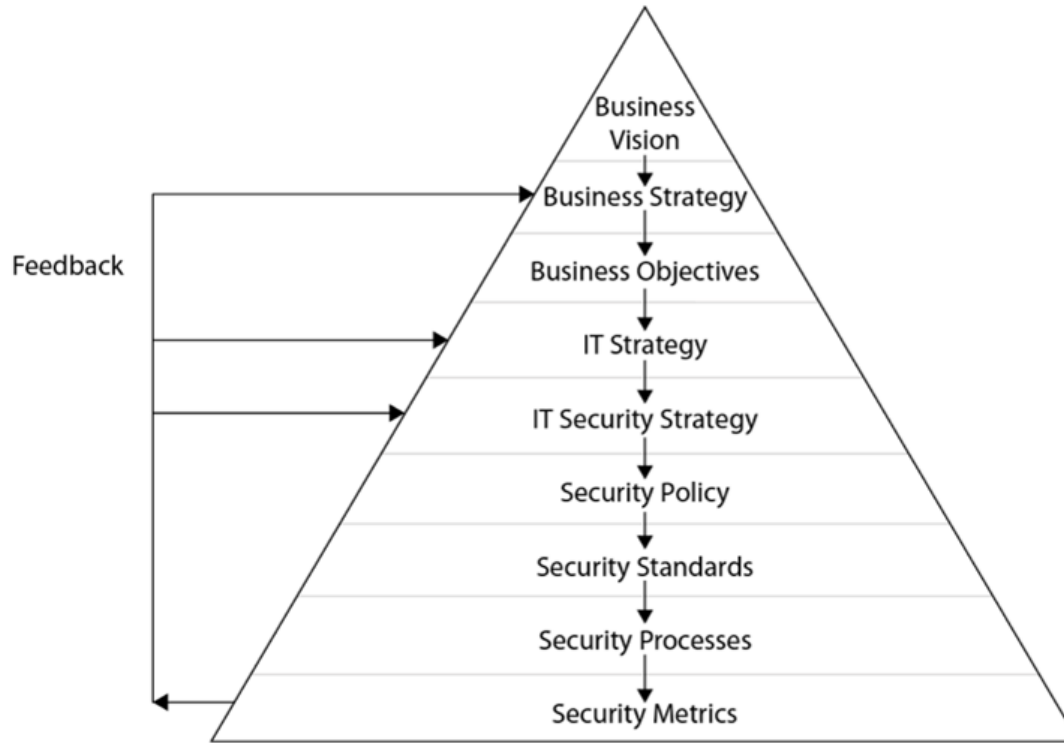 Business
Vision
Business Strategy
Feedback
Business Objectives
IT Strategy
IT Security Strategy
Security Policy
Security Standards
Security Processes
Security Metrics